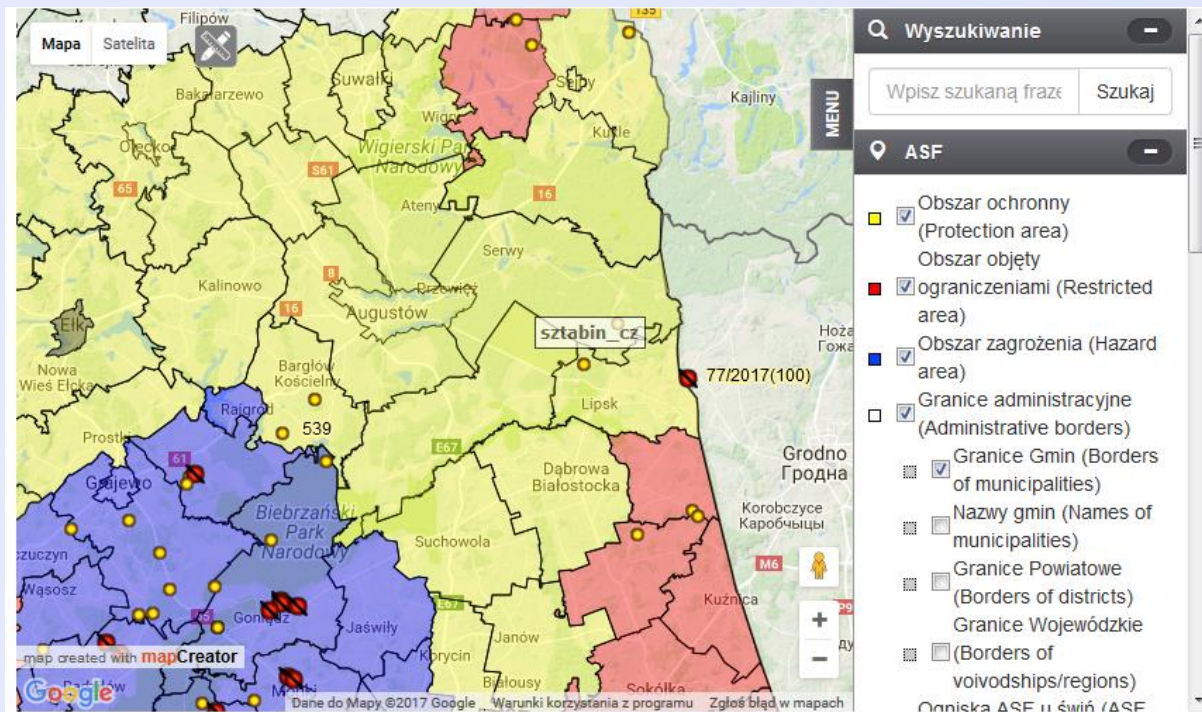 Mapa
Satelita
Filipów
135
Suwałki
Bakałarzewo
Sejny
Kajliny
MENU
Wigierski Park
Narodowy
Olecko
S61
65
16
Ateny
Serwy
Kalinowo
8
16
Augustów
Przewięź
Ełk
sztabin_cz
Nowa
Wieś Ełcka
Bargłów
Kościelny
77/2017(100)
Rajgród
Lipsk
539
Prostki
E67
61
Grajewo
Dąbrowa
Białostocka
Grodno
Гродна
Biebrzański
Park
Narodowy
Suchowola
Korobczyce
Каробчыцы
M6
Wąsosz
Kuźnica
E67
Goniądz
Jaświły
Janów
Korycin
Białousy
Sokółka
map created with mapCreator
Google
Dane do Mapy ©2017 Google
Warunki korzystania z programu
Zgłoś błąd w mapach
Wyszukiwanie
Wpisz szukaną fraze
Szukaj
ASF
Obszar ochronny
(Protection area)
Obszar objęty
ograniczeniami (Restricted
area)
Obszar zagrożenia (Hazard
area)
Granice administracyjne
(Administrative borders)
Granice Gmin (Borders
of municipalities)
Nazwy gmin (Names of
municipalities)
Granice Powiatowe
(Borders of districts)
Granice Wojewódzkie
(Borders of
voivodships/regions)
Ogniska ASF u świń (ASF